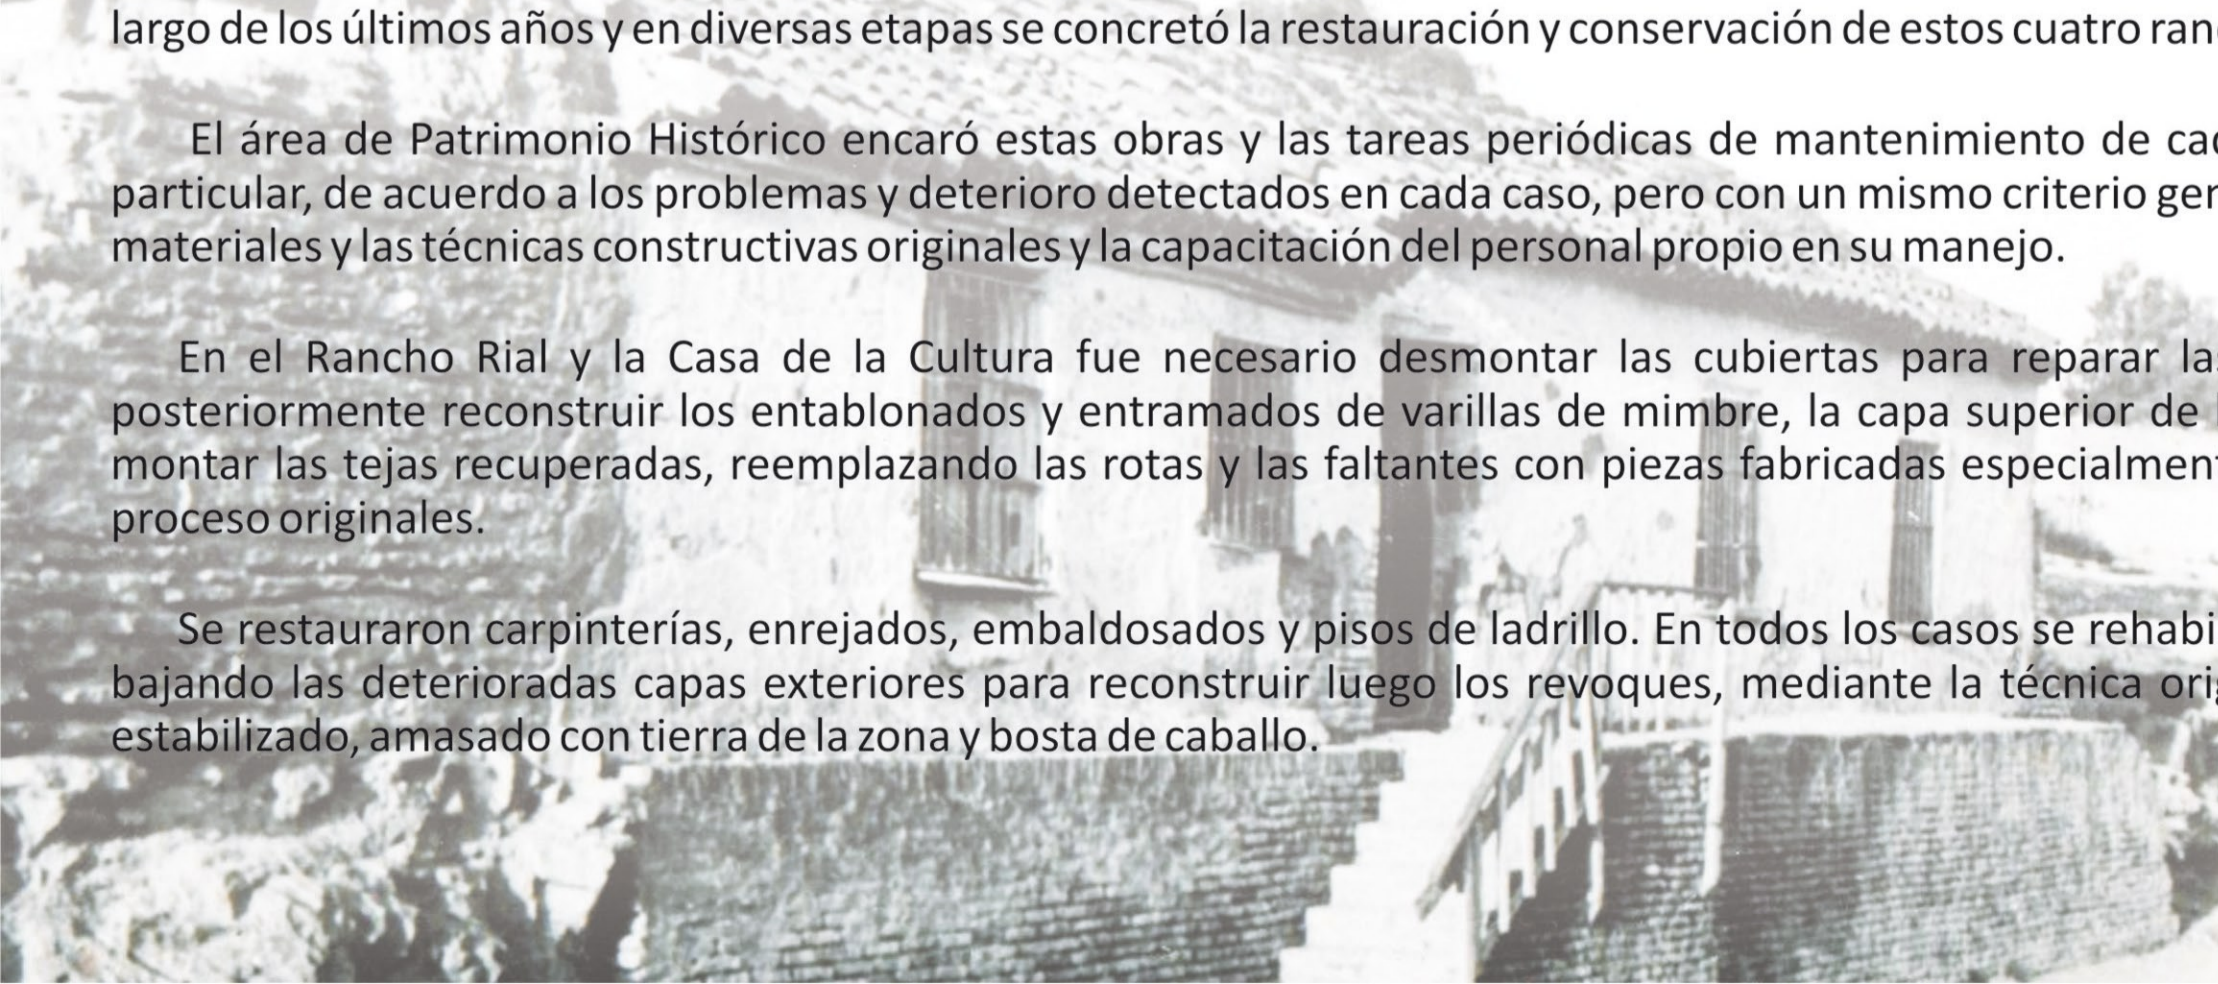 largo de los últimos años y en diversas etapas se concretó la restauración y conservación de estos cuatro
El área de Patrimonio Histórico encaró estas obras y las tareas periódicas de mantenimiento de
particular, de acuerdo a los problemas y deterioro detectados en cada caso, pero con un mismo criterio
materiales y las técnicas constructivas originales y la capacitación del personal propio en su manejo.
En el Rancho Rial y la Casa de la Cultura fue necesario desmontar las cubiertas para reparar
posteriormente reconstruir los entablonados y entramados de varillas de mimbre, la capa superior de
montar las tejas recuperadas, reemplazando las rotas y las faltantes con piezas fabricadas
proceso originales.
Se restauraron carpinterías, enrejados, embaldosados y pisos de ladrillo. En todos los casos se
bajando las deterioradas capas exteriores para reconstruir luego los revoques, mediante la técnica
estabilizado, amasado con tierra de la zona y bosta de caballo.